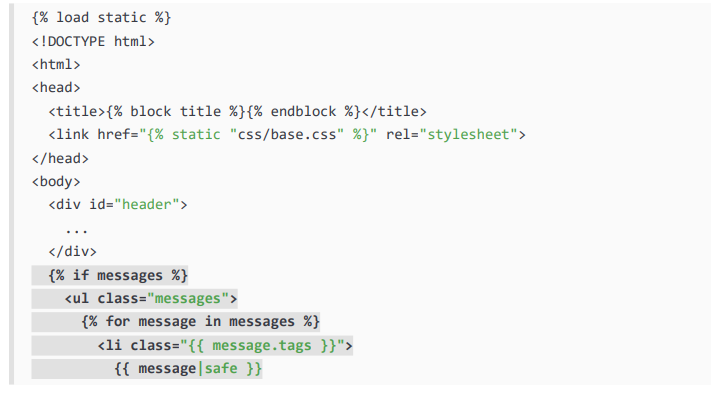 {% load static %}
<!DOCTYPE html>
<html>
<head>
  <title>{% block title %}{% endblock %}</title>
  <link href="{% static "css/base.css" %}" rel="stylesheet">
</head>
<body>
  <div id="header">
    ...
  </div>
  {% if messages %}
    <ul class="messages">
      {% for message in messages %}
        <li class="{{ message.tags }}">
          {{ message|safe }}